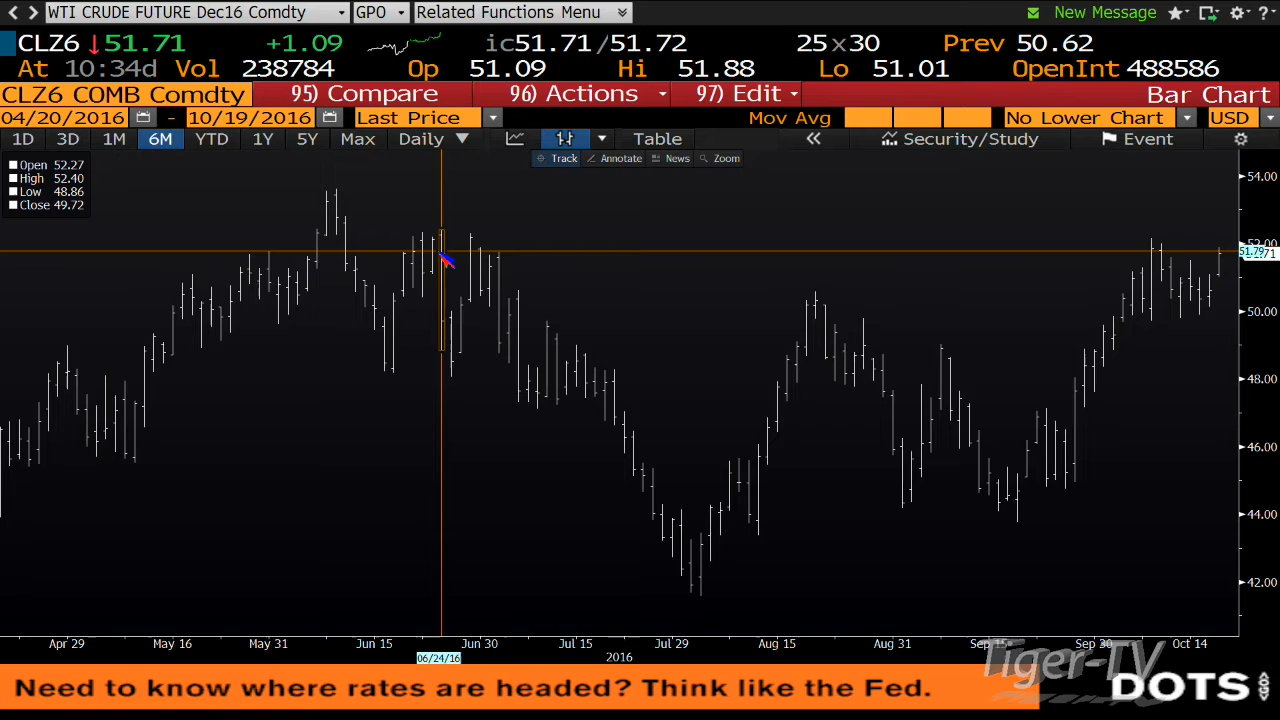 WTI CRUDE FUTURE Dec16 Comdty GPO Related Functions Menu New Message ?
CLZ6 51.71 +1.09 ic51.71/51.72 25x30 Prev 50.62
At 10:34d Vol 238784 Op 51.09 Hi 51.88 Lo 51.01 OpenInt 488586
CLZ6 COMB Comdty 95) Compare 96) Actions 97) Edit Bar Chart
04/20/2016 - 10/19/2016 Last Price Mov Avg No Lower Chart USD
1D 3D 1M 6M YTD 1Y 5Y Max Daily Table Security/Study Event
Track Annotate News Zoom
Open 52.27
High 52.40
Low 48.86
Close 49.72
54.00
52.00
51.79
50.00
48.00
46.00
44.00
42.00
Apr 29 May 16 May 31 Jun 15 Jun 30 Jul 15 Jul 29 Aug 15 Aug 31 Sep 15 Sep 30 Oct 14
06/24/16 2016
Tiger-TV
Need to know where rates are headed? Think like the Fed.
DOTS